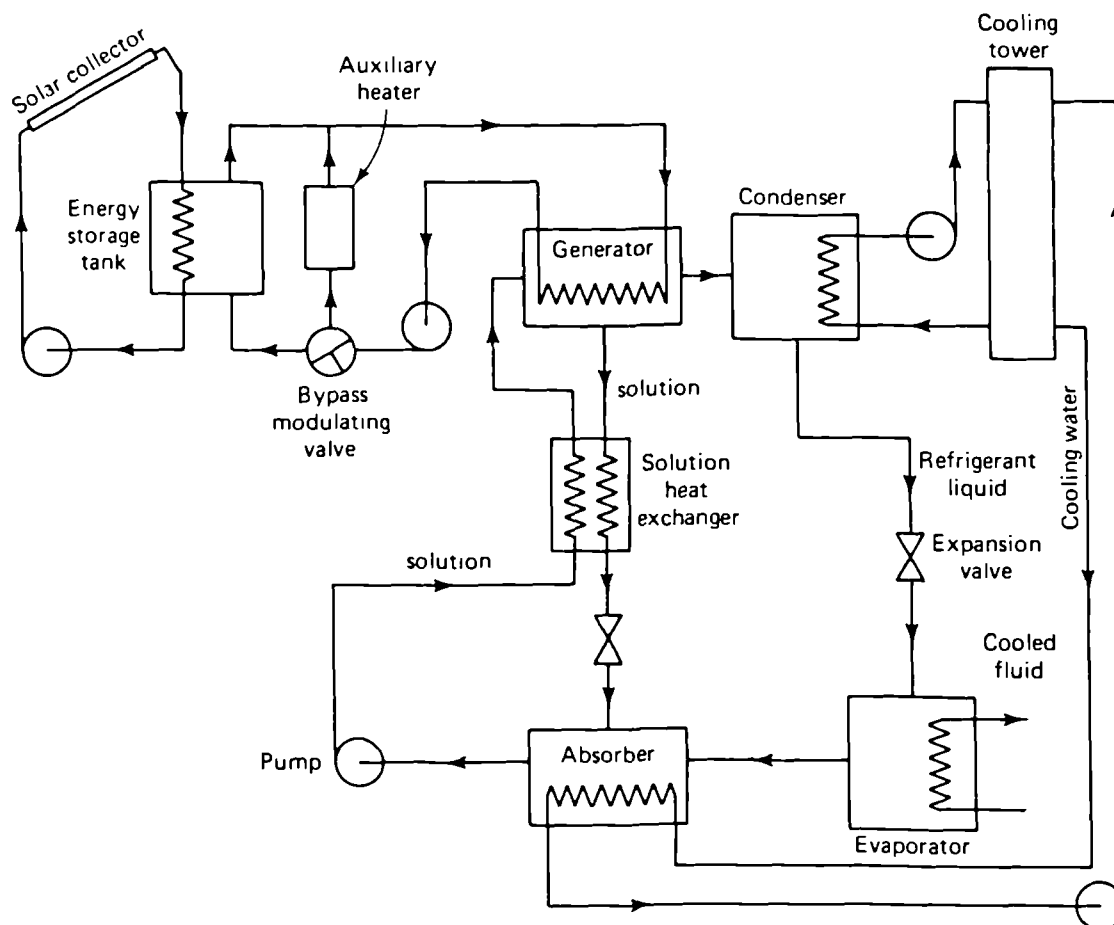 Cooling
tower
Solar collector
Auxiliary
heater
Energy
storage
tank
Generator
Condenser
Bypass
modulating
valve
solution
Solution
heat
exchanger
Refrigerant
liquid
Cooling water
solution
Expansion
valve
Cooled
fluid
Pump
Absorber
Evaporator